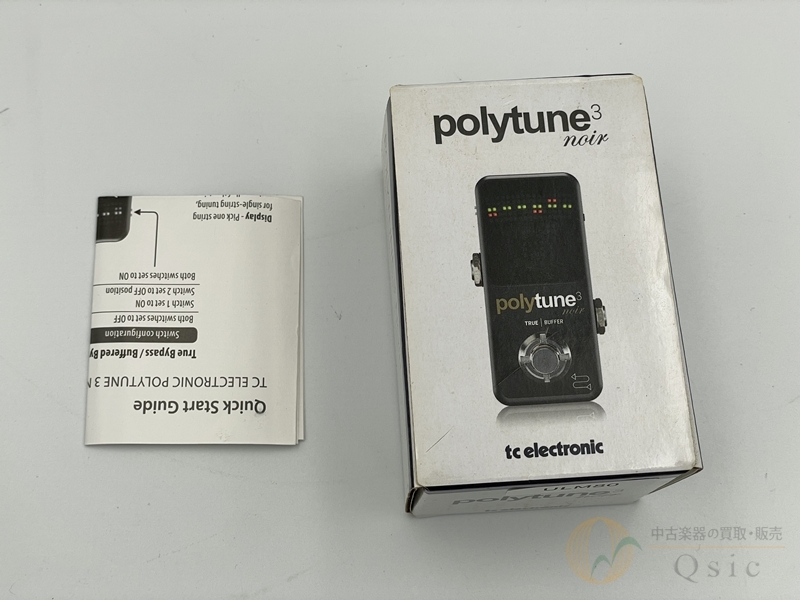 Quick Start Guide
TC ELECTRONIC POLYTUNE 3 N
True Bypass / Buffered By
Switch configuration
Both switches set to OFF
Switch 1 set to ON
Switch 2 set to OFF position
Both switches set to ON
Display - Pick one string
for single-string tuning,
polytune3
noir
polytune3
noir
TRUE | BUFFER
tc electronic
polytune3
中古楽器の買取・販売
Qsic